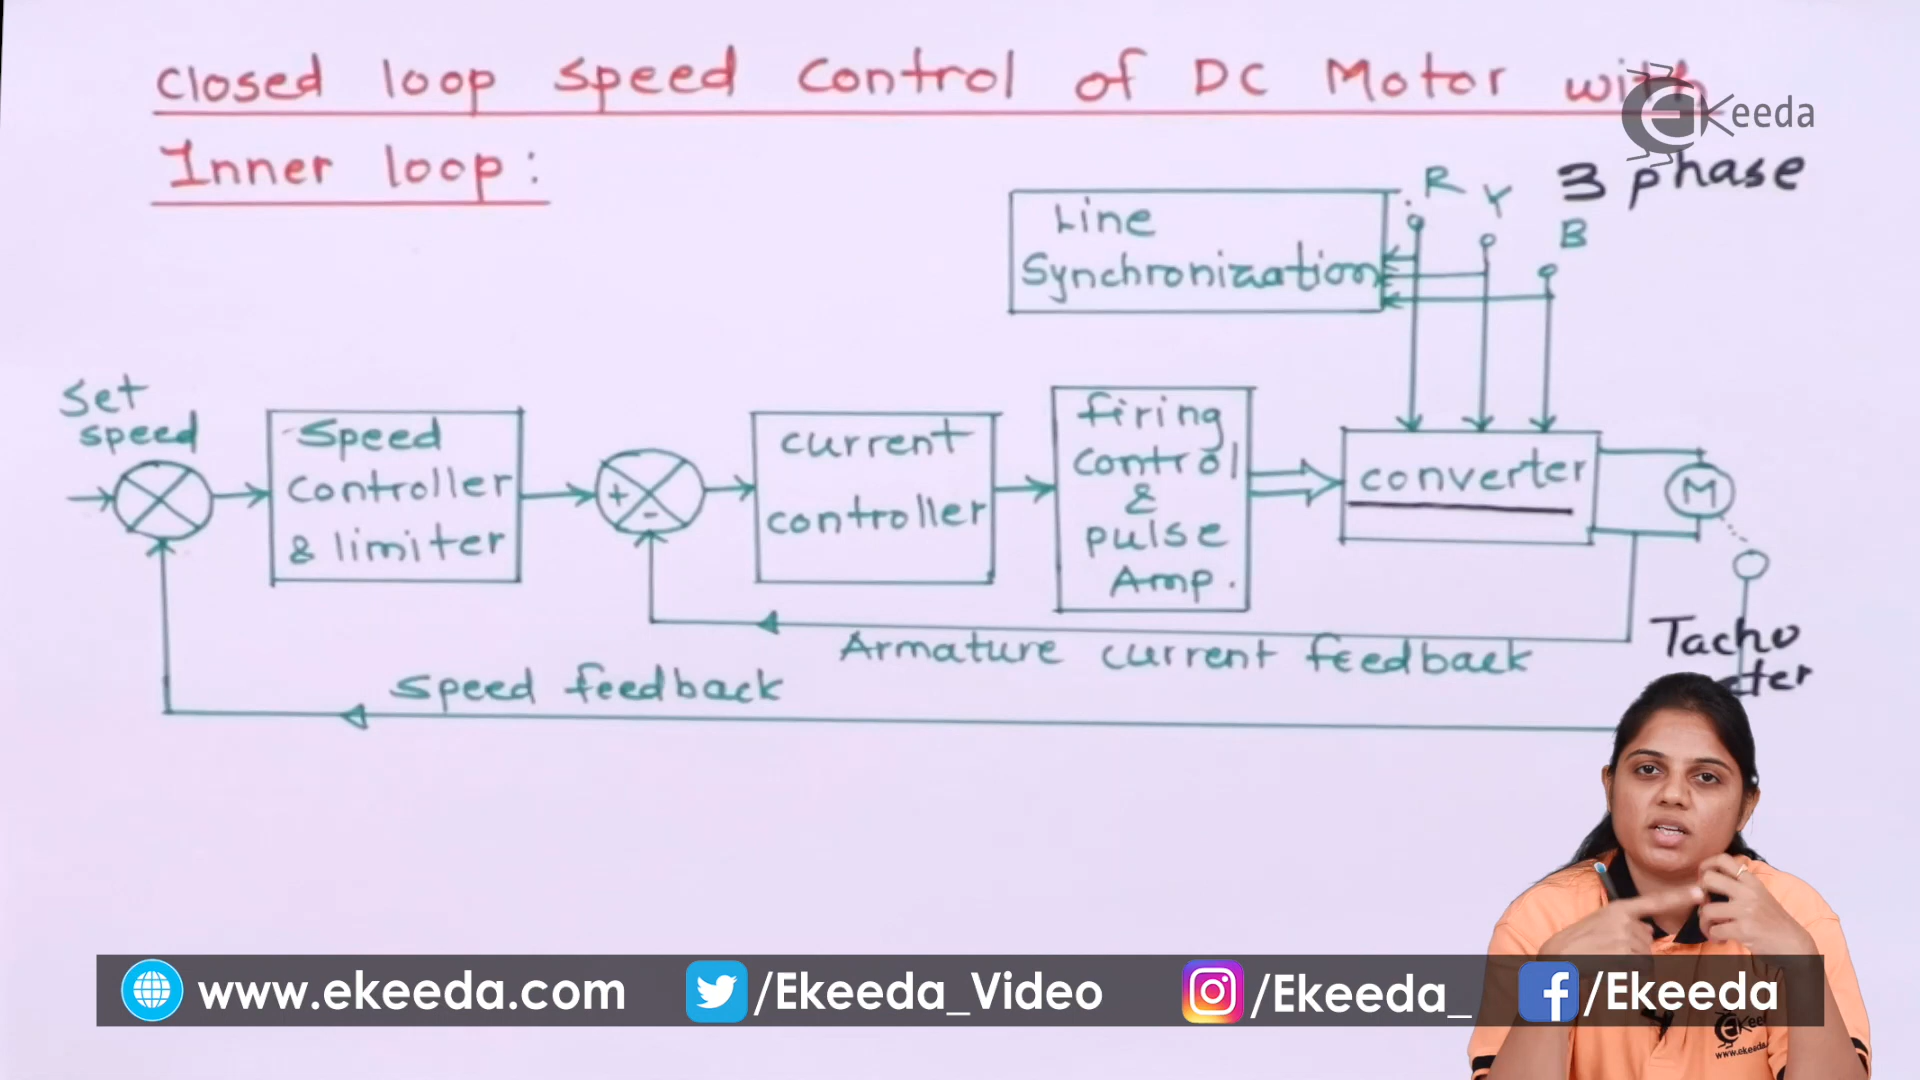 Closed loop speed control of DC Motor with
Inner loop:
Ekeeda
3 phase
R Y B
Line
Synchronization
Set
speed
Speed
controller
& limiter
+
-
current
controller
firing
control
&
pulse
Amp.
converter
M
Armature current feedback
Tacho
Speed feedback
www.ekeeda.com
/Ekeeda_Video
/Ekeeda_
/Ekeeda